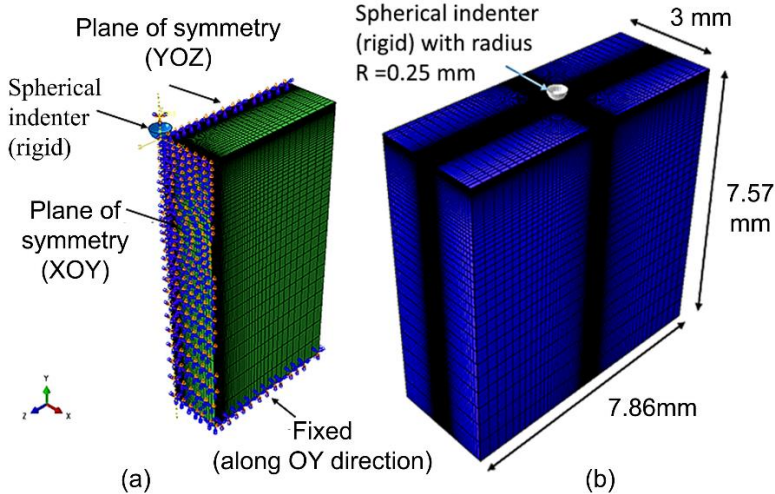 Plane of symmetry
(YOZ)
Spherical
indenter
(rigid)
Plane of
symmetry
(XOY)
Y
Z
X
Fixed
(along OY direction)
(a)
Spherical indenter
(rigid) with radius
R =0.25 mm
3 mm
7.57
mm
7.86mm
(b)